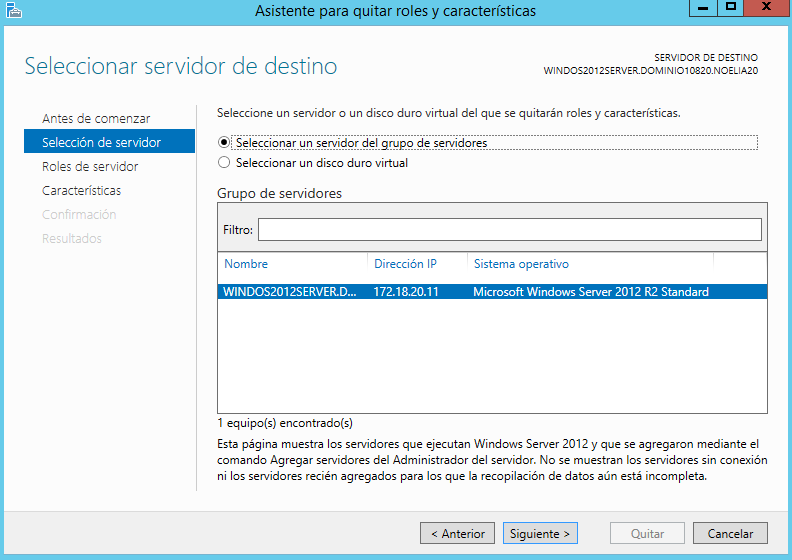 Asistente para quitar roles y características
Seleccionar servidor de destino
SERVIDOR DE DESTINO
WINDOS2012SERVER.DOMINIO10820.NOELIA20
Antes de comenzar
Selección de servidor
Roles de servidor
Características
Confirmación
Resultados
Seleccione un servidor o un disco duro virtual del que se quitarán roles y características.
Seleccionar un servidor del grupo de servidores
Seleccionar un disco duro virtual
Grupo de servidores
Filtro:
Nombre Dirección IP Sistema operativo
WINDOS2012SERVER.D... 172.18.20.11 Microsoft Windows Server 2012 R2 Standard
1 equipo(s) encontrado(s)
Esta página muestra los servidores que ejecutan Windows Server 2012 y que se agregaron mediante el
comando Agregar servidores del Administrador del servidor. No se muestran los servidores sin conexión
ni los servidores recién agregados para los que la recopilación de datos aún está incompleta.
< Anterior Siguiente > Quitar Cancelar